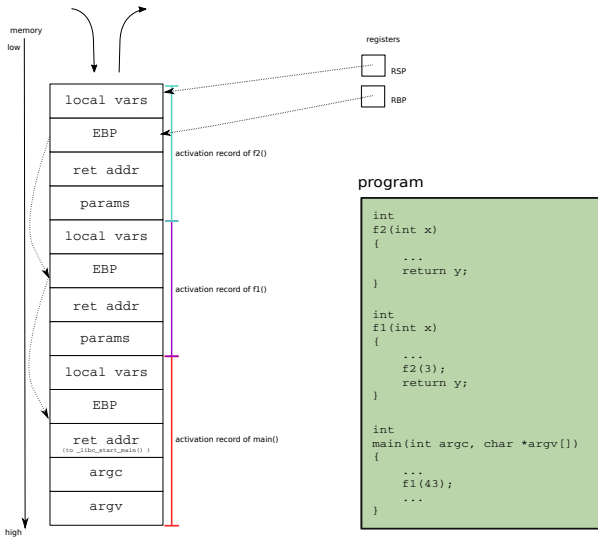 memory
low
registers
RSP
RBP
local vars
EBP
ret addr
params
activation record of f2()
local vars
EBP
ret addr
params
activation record of f1()
local vars
EBP
ret addr
(to _libc_start_main() )
argc
argv
activation record of main()
high
program
int
f2(int x)
{
...
return y;
}
int
f1(int x)
{
...
f2(3);
return y;
}
int
main(int argc, char *argv[])
{
...
f1(43);
...
}